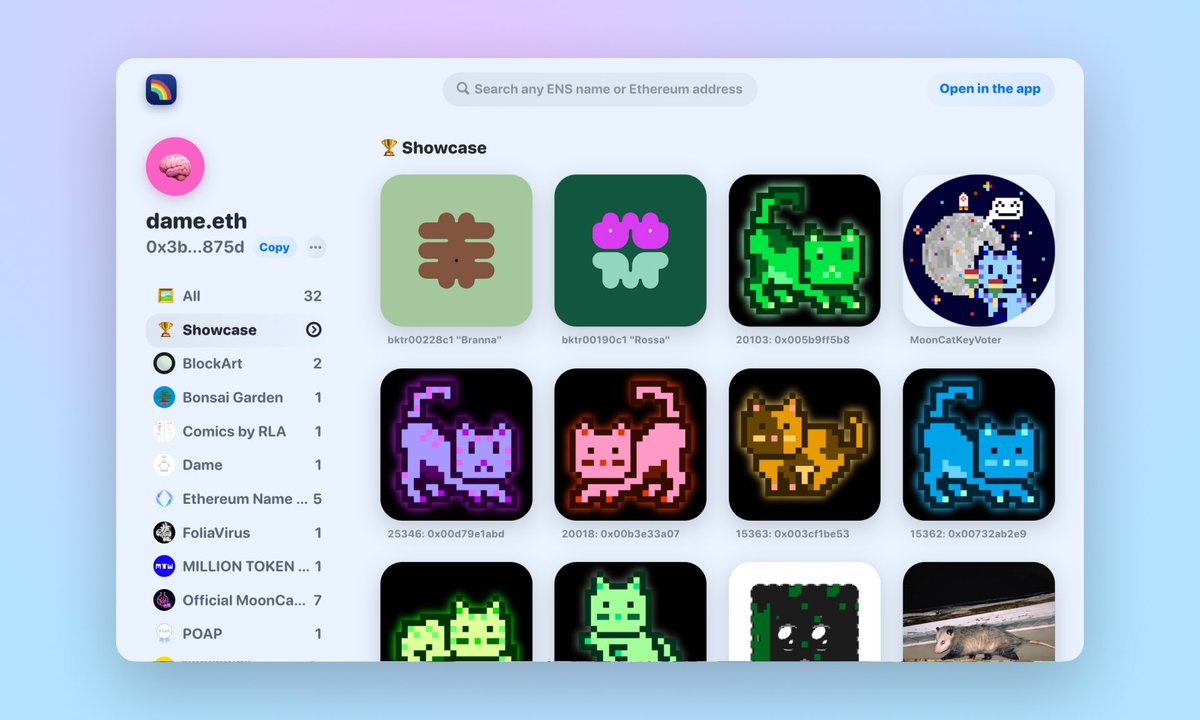 Search any ENS name or Ethereum address
Open in the app
dame.eth
0x3b...875d Copy
All 32
Showcase
BlockArt 2
Bonsai Garden 1
Comics by RLA 1
Dame 1
Ethereum Name ... 5
FoliaVirus 1
MILLION TOKEN ... 1
Official MoonCa... 7
POAP 1
Showcase
bktr00228c1 "Branna"
bktr00190c1 "Rossa"
20103: 0x005b9ff5b8
MoonCatKeyVoter
25346: 0x00d79e1abd
20018: 0x00b3e33a07
15363: 0x003cf1be53
15362: 0x00732ab2e9